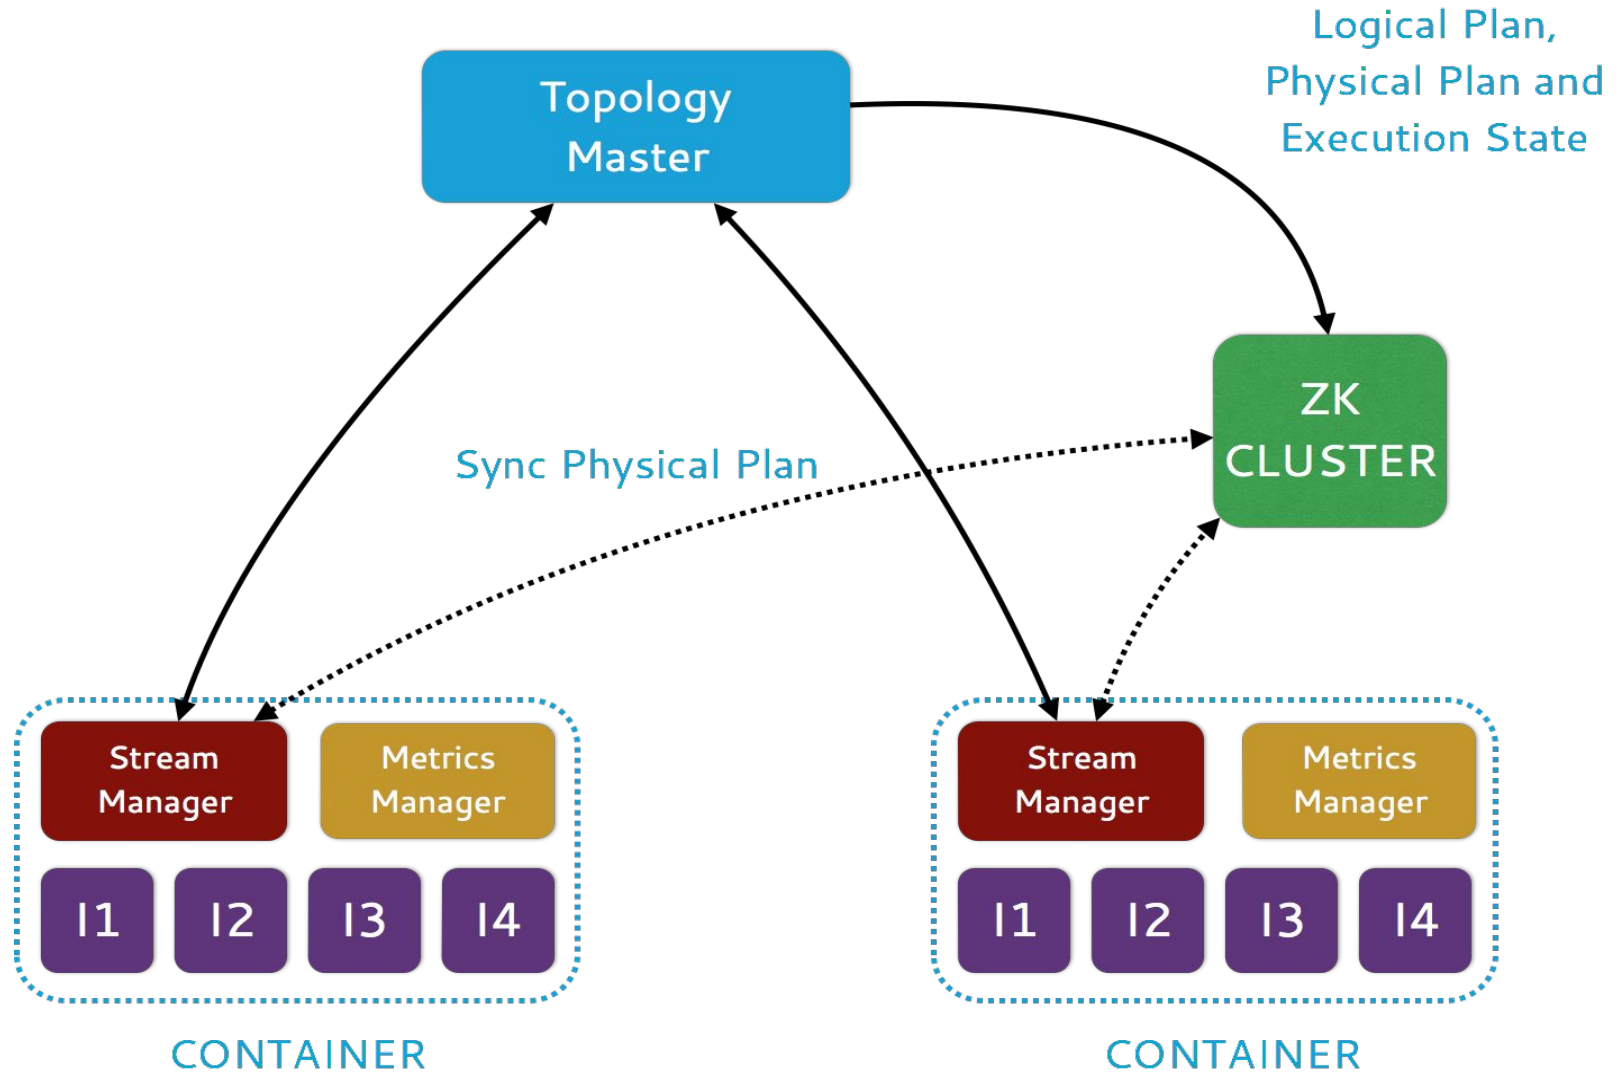 Logical Plan,
Physical Plan and
Execution State
Topology
Master
ZK
CLUSTER
Sync Physical Plan
Stream
Manager
Metrics
Manager
I1
I2
I3
I4
CONTAINER
Stream
Manager
Metrics
Manager
I1
I2
I3
I4
CONTAINER